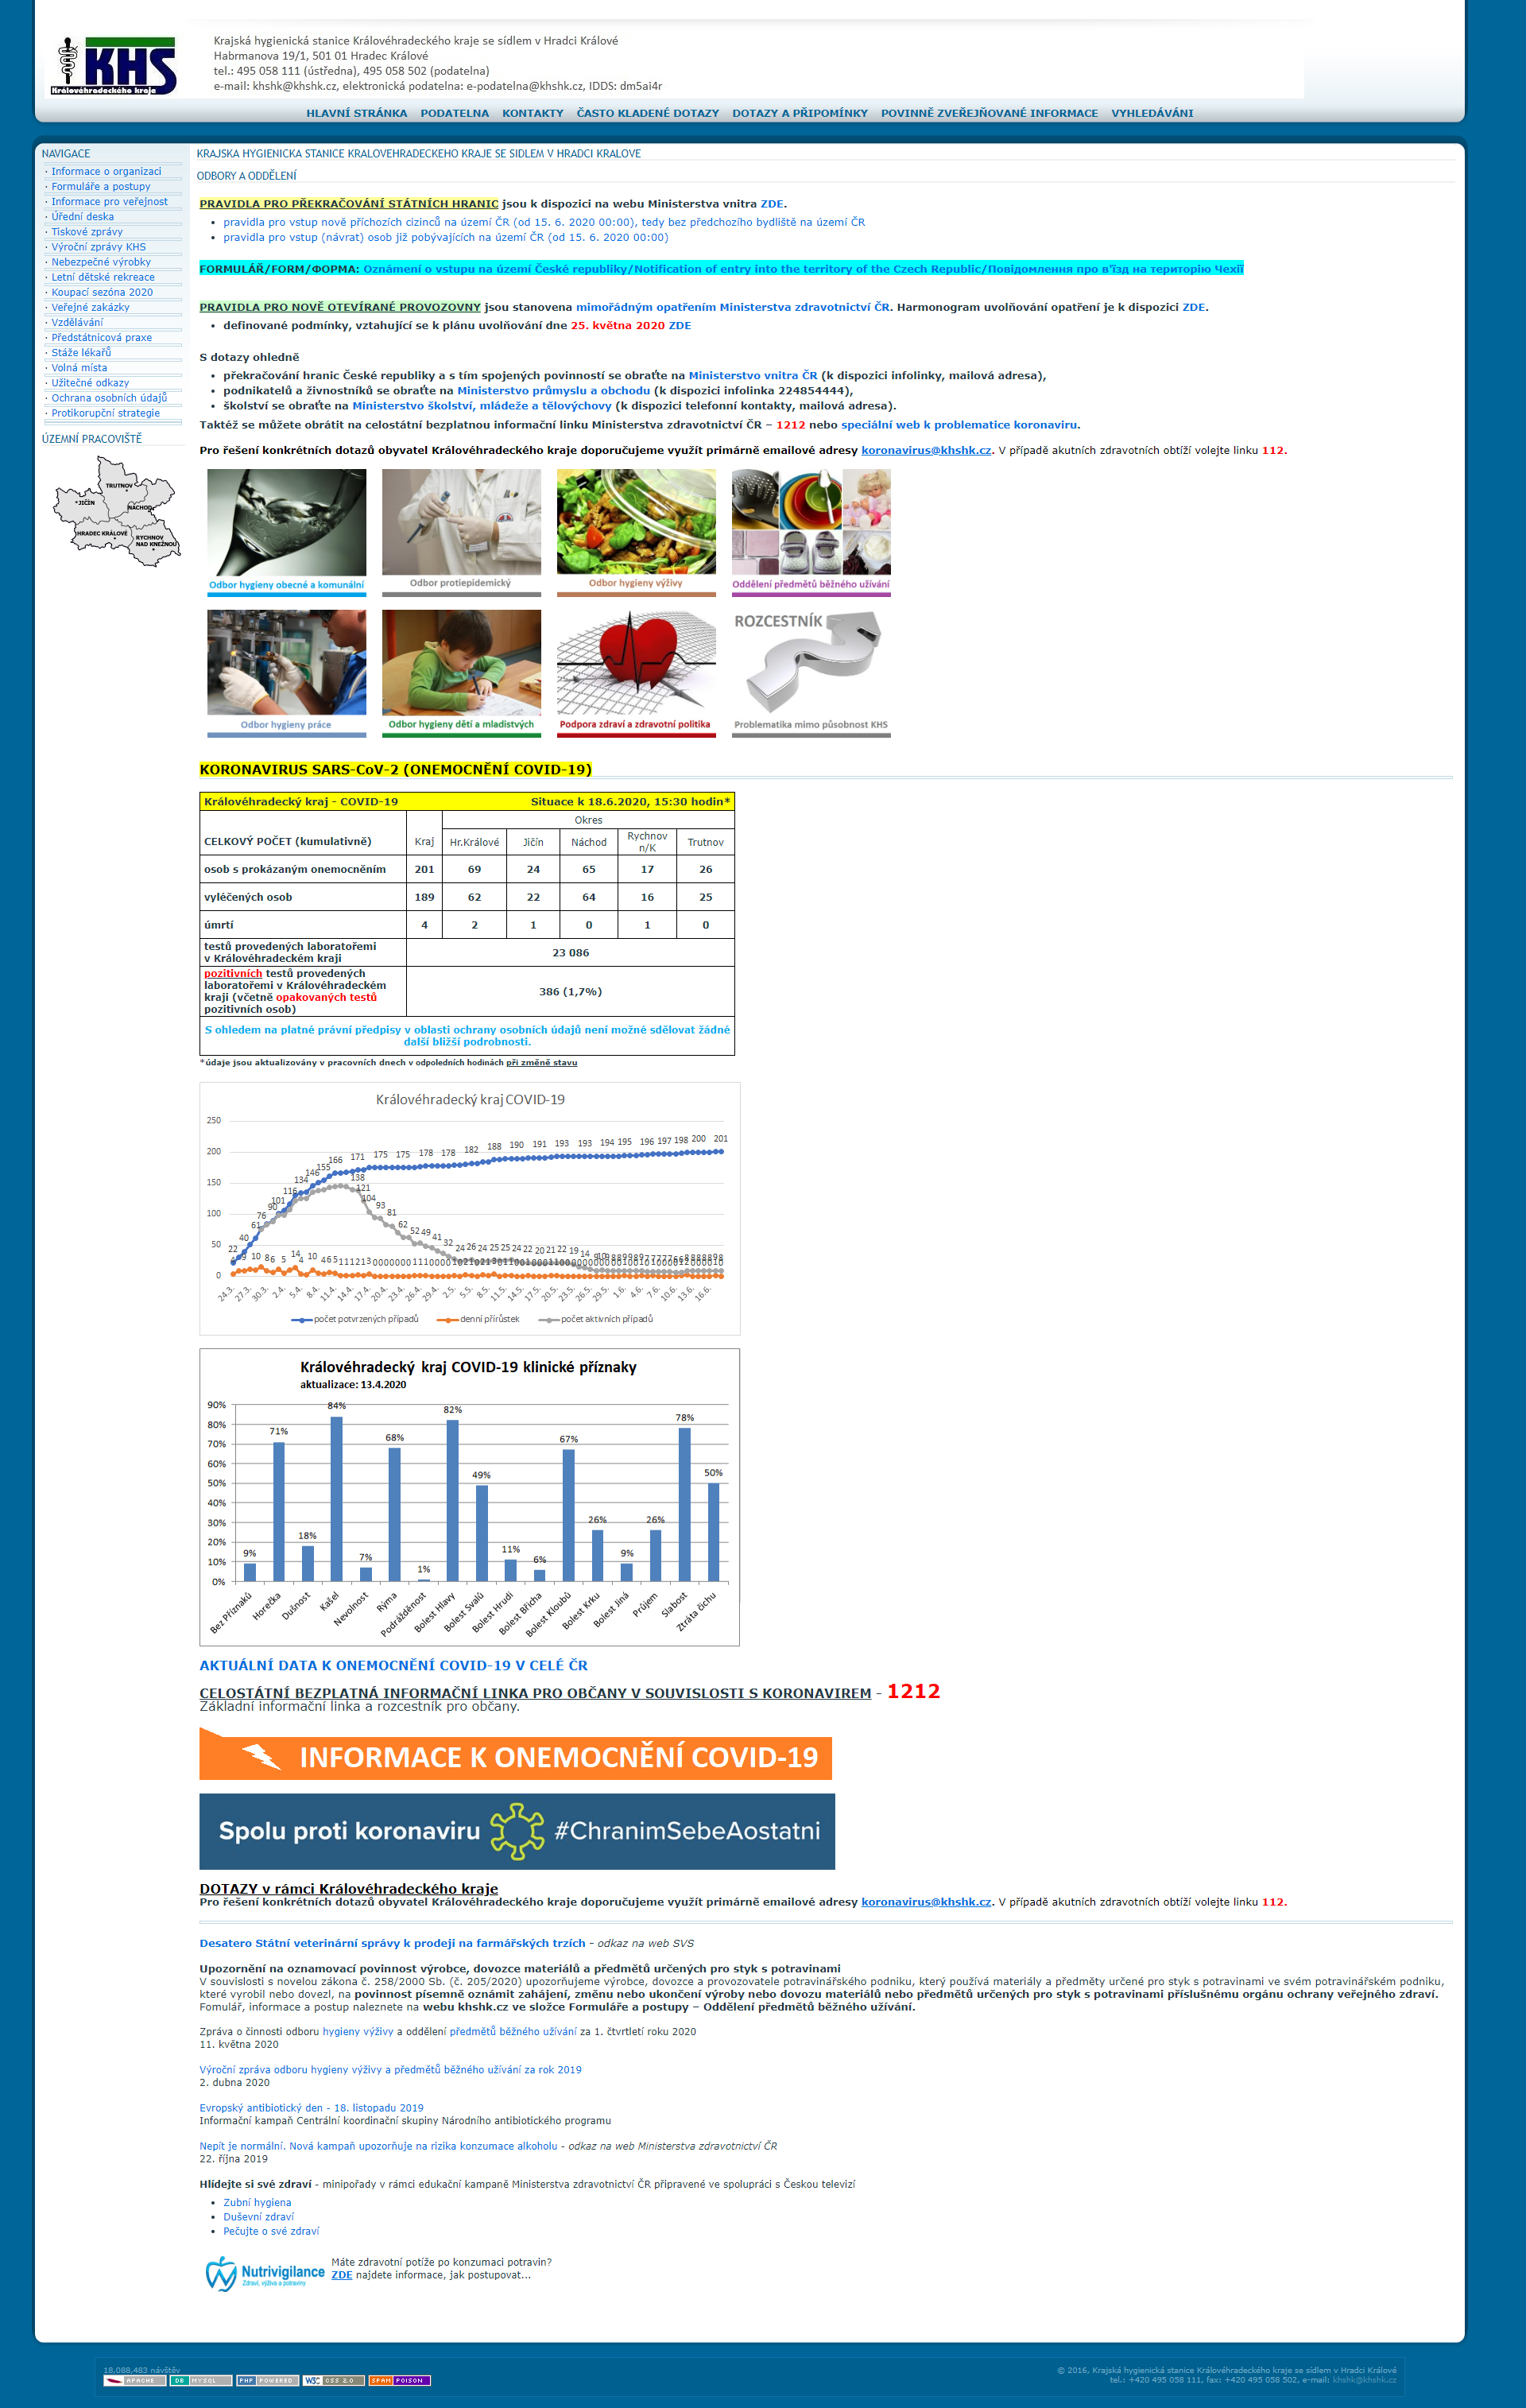 KHS
Královéhradeckého kraje
Krajská hygienická stanice Královéhradeckého kraje se sídlem v Hradci Králové
Habrmanova 19/1, 501 01 Hradec Králové
tel.: 495 058 111 (ústředna), 495 058 502 (podatelna)
e-mail: khshk@khshk.cz, elektronická podatelna: e-podatelna@khshk.cz, IDDS: dm5ai4r
HLAVNÍ STRÁNKA PODATELNA KONTAKTY ČASTO KLADENÉ DOTAZY DOTAZY A PŘIPOMÍNKY POVINNĚ ZVEŘEJŇOVANÉ INFORMACE VYHLEDÁVÁNI
NAVIGACE
· Informace o organizaci
· Formuláře a postupy
· Informace pro veřejnost
· Úřední deska
· Tiskové zprávy
· Výroční zprávy KHS
· Nebezpečné výrobky
· Letní dětské rekreace
· Koupací sezóna 2020
· Veřejné zakázky
· Vzdělávání
· Předstátnicová praxe
· Stáže lékařů
· Volná místa
· Užitečné odkazy
· Ochrana osobních údajů
· Protikorupční strategie
ÚZEMNÍ PRACOVIŠTĚ
TRUTNOV
JIČÍN
NÁCHOD
HRADEC KRÁLOVÉ
RYCHNOV
NAD KNĚŽNOU
KRAJSKA HYGIENICKA STANICE KRALOVEHRADECKEHO KRAJE SE SIDLEM V HRADCI KRALOVE
ODBORY A ODDĚLENÍ
PRAVIDLA PRO PŘEKRAČOVÁNÍ STÁTNÍCH HRANIC jsou k dispozici na webu Ministerstva vnitra ZDE.
• pravidla pro vstup nově příchozích cizinců na území ČR (od 15. 6. 2020 00:00), tedy bez předchozího bydliště na území ČR
• pravidla pro vstup (návrat) osob již pobývajících na území ČR (od 15. 6. 2020 00:00)
FORMULÁŘ/FORM/ФОРМА: Oznámení o vstupu na území České republiky/Notification of entry into the territory of the Czech Republic/Повідомлення про в'їзд на територію Чехії
PRAVIDLA PRO NOVĚ OTEVÍRANÉ PROVOZOVNY jsou stanovena mimořádným opatřením Ministerstva zdravotnictví ČR. Harmonogram uvolňování opatření je k dispozici ZDE.
• definované podmínky, vztahující se k plánu uvolňování dne 25. května 2020 ZDE
S dotazy ohledně
• překračování hranic České republiky a s tím spojených povinností se obraťte na Ministerstvo vnitra ČR (k dispozici infolinky, mailová adresa),
• podnikatelů a živnostníků se obraťte na Ministerstvo průmyslu a obchodu (k dispozici infolinka 224854444),
• školství se obraťte na Ministerstvo školství, mládeže a tělovýchovy (k dispozici telefonní kontakty, mailová adresa).
Taktéž se můžete obrátit na celostátní bezplatnou informační linku Ministerstva zdravotnictví ČR – 1212 nebo speciální web k problematice koronaviru.
Pro řešení konkrétních dotazů obyvatel Královéhradeckého kraje doporučujeme využít primárně emailové adresy koronavirus@khshk.cz. V případě akutních zdravotních obtíží volejte linku 112.
Odbor hygieny obecné a komunální
Odbor protiepidemický
Odbor hygieny výživy
Oddělení předmětů běžného užívání
ROZCESTNÍK
Odbor hygieny práce
Odbor hygieny dětí a mladistvých
Podpora zdraví a zdravotní politika
Problematika mimo působnost KHS
KORONAVIRUS SARS-CoV-2 (ONEMOCNĚNÍ COVID-19)
Královéhradecký kraj - COVID-19 Situace k 18.6.2020, 15:30 hodin*
CELKOVÝ POČET (kumulativně) Kraj Okres
Hr.Králové Jičín Náchod Rychnov n/K Trutnov
osob s prokázaným onemocněním 201 69 24 65 17 26
vyléčených osob 189 62 22 64 16 25
úmrtí 4 2 1 0 1 0
testů provedených laboratořemi
v Královéhradeckém kraji 23 086
pozitivních testů provedených
laboratořemi v Královéhradeckém
kraji (včetně opakovaných testů
pozitivních osob) 386 (1,7%)
S ohledem na platné právní předpisy v oblasti ochrany osobních údajů není možné sdělovat žádné
další bližší podrobnosti.
*údaje jsou aktualizovány v pracovních dnech v odpoledních hodinách při změně stavu
Královéhradecký kraj COVID-19
250
200
150
100
50
0
22 40 61 76 90 101 116 134 146 155 166 171 175 175 178 178 182 188 190 191 193 193 194 195 196 197 198 200 201
138 121 104 93 81 62 52 49 41 32 24 26 24 25 25 24 22 20 21 22 19 14
24.3. 27.3. 30.3. 2.4. 5.4. 8.4. 11.4. 14.4. 17.4. 20.4. 23.4. 26.4. 29.4. 2.5. 5.5. 8.5. 11.5. 14.5. 17.5. 20.5. 23.5. 26.5. 29.5. 1.6. 4.6. 7.6. 10.6. 13.6. 16.6.
počet potvrzených případů denní přírůstek počet aktivních případů
Královéhradecký kraj COVID-19 klinické příznaky
aktualizace: 13.4.2020
90%
80%
70%
60%
50%
40%
30%
20%
10%
0%
9% 71% 18% 84% 7% 68% 1% 82% 49% 11% 6% 67% 26% 9% 26% 78% 50%
Bez Příznaků Horečka Dušnost Kašel Nevolnost Rýma Podrážděnost Bolest Hlavy Bolest Svalů Bolest Hrudi Bolest Břicha Bolest Kloubů Bolest Krku Bolest Jiná Průjem Slabost Ztráta čichu
AKTUÁLNÍ DATA K ONEMOCNĚNÍ COVID-19 V CELÉ ČR
CELOSTÁTNÍ BEZPLATNÁ INFORMAČNÍ LINKA PRO OBČANY V SOUVISLOSTI S KORONAVIREM - 1212
Základní informační linka a rozcestník pro občany.
INFORMACE K ONEMOCNĚNÍ COVID-19
Spolu proti koronaviru #ChranimSebeAostatni
DOTAZY v rámci Královéhradeckého kraje
Pro řešení konkrétních dotazů obyvatel Královéhradeckého kraje doporučujeme využít primárně emailové adresy koronavirus@khshk.cz. V případě akutních zdravotních obtíží volejte linku 112.
Desatero Státní veterinární správy k prodeji na farmářských trzích - odkaz na web SVS
Upozornění na oznamovací povinnost výrobce, dovozce materiálů a předmětů určených pro styk s potravinami
V souvislosti s novelou zákona č. 258/2000 Sb. (č. 205/2020) upozorňujeme výrobce, dovozce a provozovatele potravinářského podniku, který používá materiály a předměty určené pro styk s potravinami ve svém potravinářském podniku,
které vyrobil nebo dovezl, na povinnost písemně oznámit zahájení, změnu nebo ukončení výroby nebo dovozu materiálů nebo předmětů určených pro styk s potravinami příslušnému orgánu ochrany veřejného zdraví.
Fomulář, informace a postup naleznete na webu khshk.cz ve složce Formuláře a postupy – Oddělení předmětů běžného užívání.
Zpráva o činnosti odboru hygieny výživy a oddělení předmětů běžného užívání za 1. čtvrtletí roku 2020
11. května 2020
Výroční zpráva odboru hygieny výživy a předmětů běžného užívání za rok 2019
2. dubna 2020
Evropský antibiotický den - 18. listopadu 2019
Informační kampaň Centrální koordinační skupiny Národního antibiotického programu
Nepít je normální. Nová kampaň upozorňuje na rizika konzumace alkoholu - odkaz na web Ministerstva zdravotnictví ČR
22. října 2019
Hlídejte si své zdraví - minipořady v rámci edukační kampaně Ministerstva zdravotnictví ČR připravené ve spolupráci s Českou televizí
• Zubní hygiena
• Duševní zdraví
• Pečujte o své zdraví
Nutrivigilance
Zdraví, výživa a potraviny
Máte zdravotní potíže po konzumaci potravin?
ZDE najdete informace, jak postupovat...
18,088,483 návštěv
APACHE DB MYSQL PHP POWERED W3C CSS 2.0 SPAM POISON
© 2016, Krajská hygienická stanice Královéhradeckého kraje se sídlem v Hradci Králové
tel.: +420 495 058 111, fax: +420 495 058 502, e-mail: khshk@khshk.cz